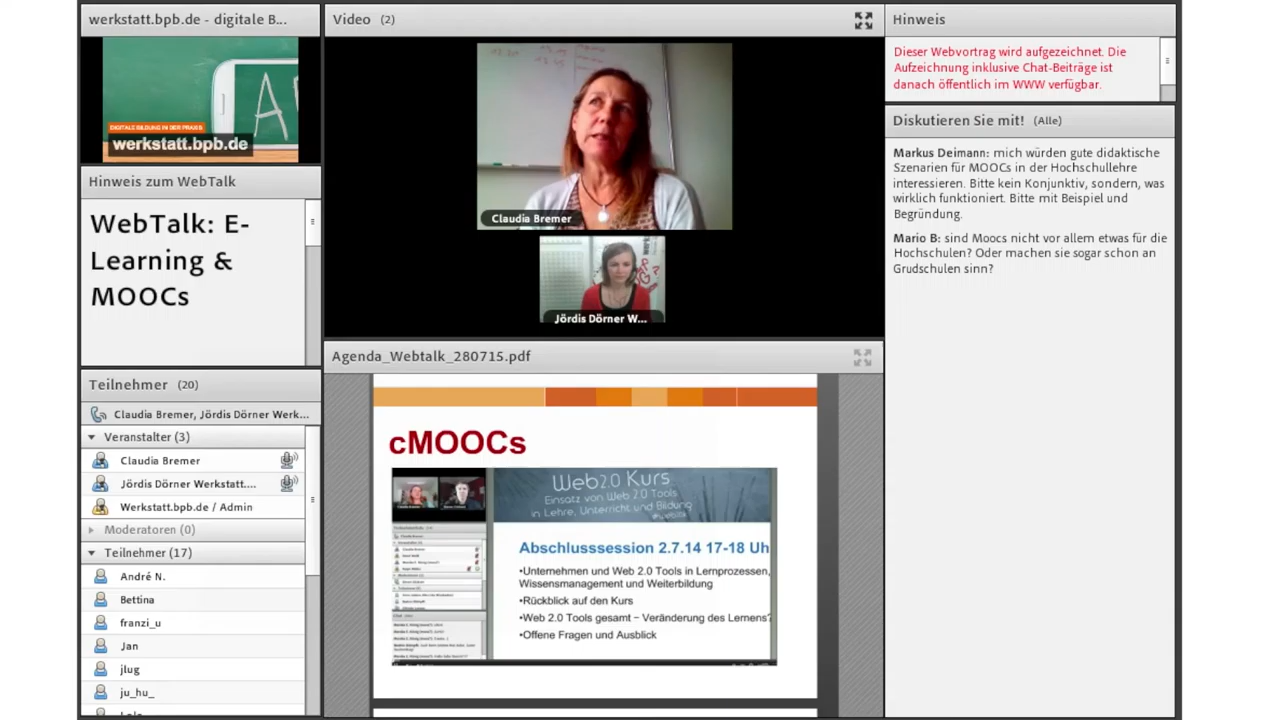 werkstatt.bpb.de - digitale B...
DIGITALE BILDUNG IN DER PRAXIS
werkstatt.bpb.de
Hinweis zum WebTalk
WebTalk: E-
Learning &
MOOCs
Teilnehmer (20)
Claudia Bremer, Jördis Dörner Werk...
Veranstalter (3)
Claudia Bremer
Jördis Dörner Werkstatt....
Werkstatt.bpb.de / Admin
Moderatoren (0)
Teilnehmer (17)
André N.
Bettina
franzi_u
Jan
jlug
ju_hu_
Video (2)
Claudia Bremer
Jördis Dörner W...
Agenda_Webtalk_280715.pdf
cMOOCs
Web2.0 Kurs
Einsatz von Web 2.0 Tools
in Lehre, Unterricht und Bildung
Abschlusssession 2.7.14 17-18 Uh
•Unternehmen und Web 2.0 Tools in Lernprozessen,
Wissensmanagement und Weiterbildung
•Rückblick auf den Kurs
•Web 2.0 Tools gesamt – Veränderung des Lernens?
•Offene Fragen und Ausblick
Hinweis
Dieser Webvortrag wird aufgezeichnet. Die
Aufzeichnung inklusive Chat-Beiträge ist
danach öffentlich im WWW verfügbar.
Diskutieren Sie mit! (Alle)
Markus Deimann: mich würden gute didaktische
Szenarien für MOOCs in der Hochschullehre
interessieren. Bitte kein Konjunktiv, sondern, was
wirklich funktioniert. Bitte mit Beispiel und
Begründung.
Mario B: sind Moocs nicht vor allem etwas für die
Hochschulen? Oder machen sie sogar schon an
Grudschulen sinn?